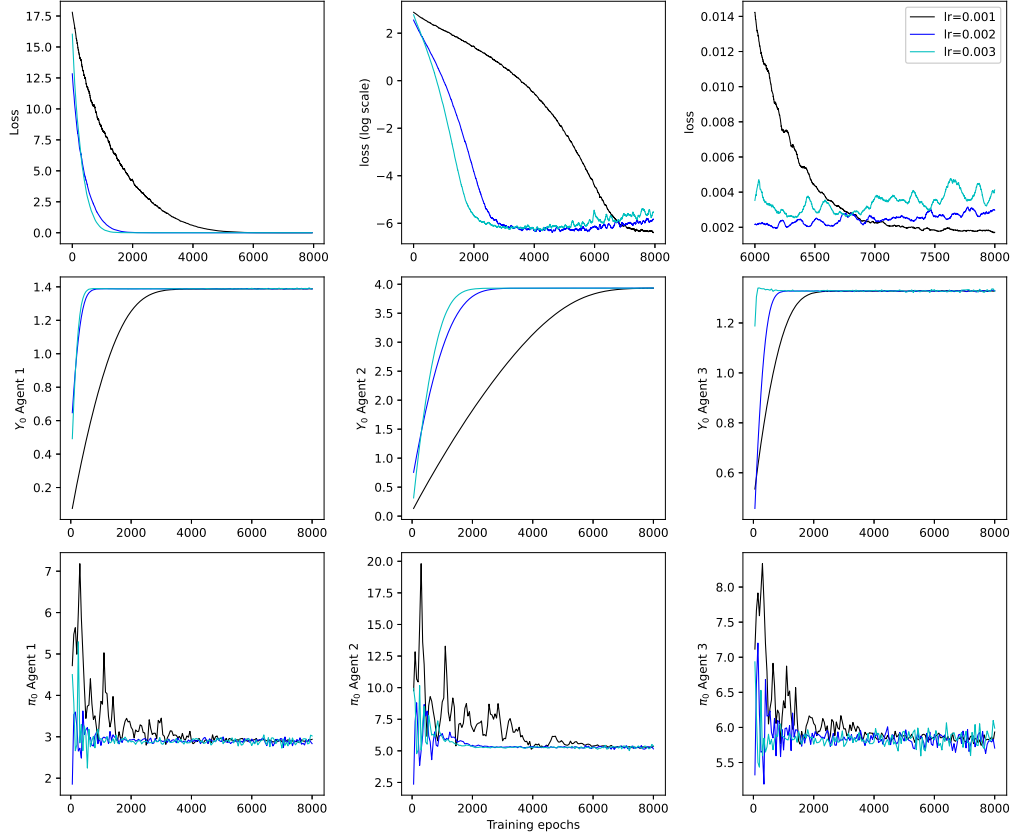 17.5
15.0
12.5
10.0
7.5
5.0
2.5
0.0
Loss
0 2000 4000 6000 8000
2
0
−2
−4
−6
loss (log scale)
0 2000 4000 6000 8000
0.014
0.012
0.010
0.008
0.006
0.004
0.002
loss
lr=0.001
lr=0.002
lr=0.003
6000 6500 7000 7500 8000
1.4
1.2
1.0
0.8
0.6
0.4
0.2
Y₀ Agent 1
0 2000 4000 6000 8000
4.0
3.5
3.0
2.5
2.0
1.5
1.0
0.5
0.0
Y₀ Agent 2
0 2000 4000 6000 8000
1.2
1.0
0.8
0.6
Y₀ Agent 3
0 2000 4000 6000 8000
7
6
5
4
3
2
π₀ Agent 1
0 2000 4000 6000 8000
20.0
17.5
15.0
12.5
10.0
7.5
5.0
2.5
π₀ Agent 2
0 2000 4000 6000 8000
Training epochs
8.5
8.0
7.5
7.0
6.5
6.0
5.5
π₀ Agent 3
0 2000 4000 6000 8000